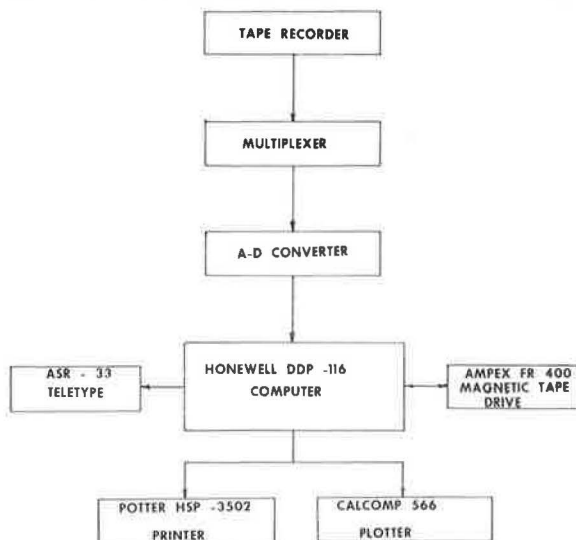 TAPE RECORDER
MULTIPLEXER
A-D CONVERTER
HONEWELL DDP -116
COMPUTER
ASR - 33
TELETYPE
AMPEX FR 400
MAGNETIC TAPE
DRIVE
POTTER HSP -3502
PRINTER
CALCOMP 566
PLOTTER